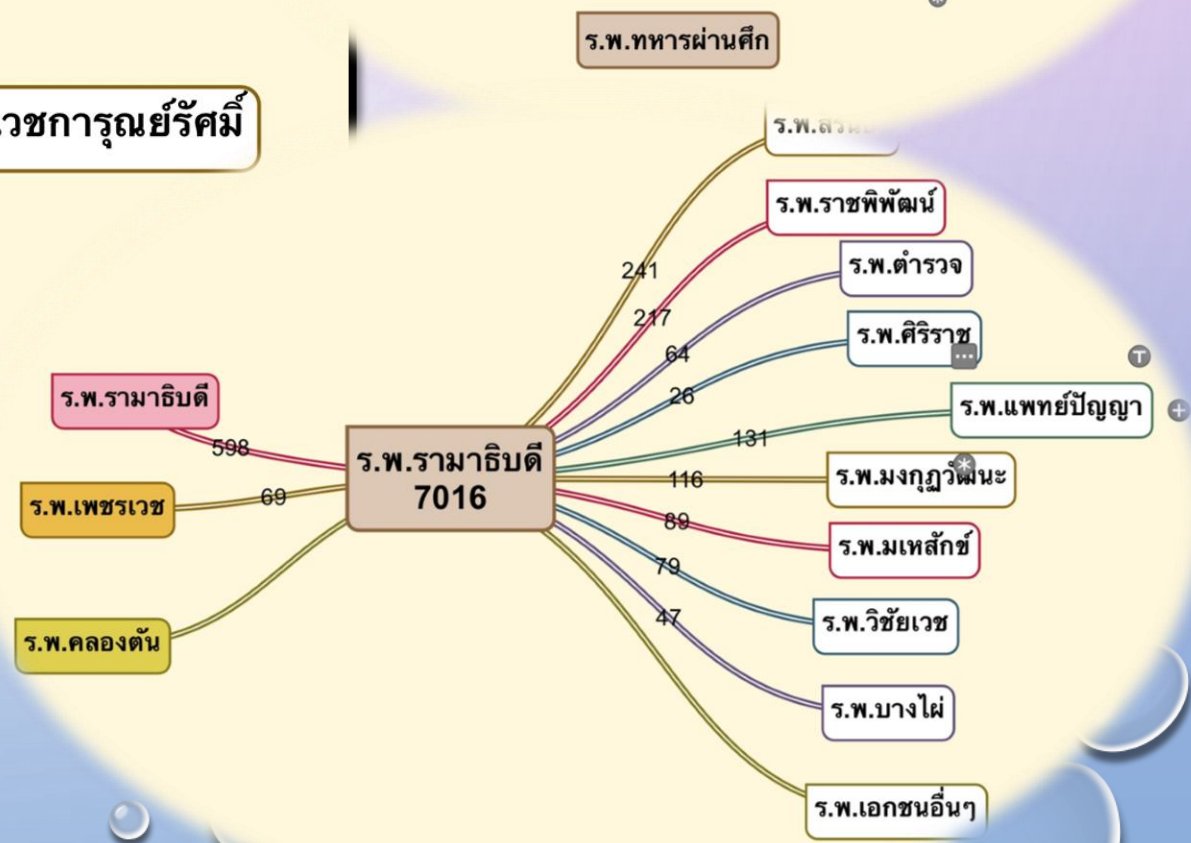 ร.พ.ทหารผ่านศึก
วชการุณย์รัศมิ์
ร.พ.
ร.พ.ราชพิพัฒน์
ร.พ.ตำรวจ
ร.พ.ศิริราช
ร.พ.แพทย์ปัญญา
ร.พ.มงกุฏวัฒนะ
ร.พ.มเหสักข์
ร.พ.วิชัยเวช
ร.พ.บางไผ่
ร.พ.เอกชนอื่นๆ
241
217
64
26
131
116
89
79
47
ร.พ.รามาธิบดี
7016
ร.พ.รามาธิบดี
598
ร.พ.เพชรเวช
69
ร.พ.คลองตัน
T